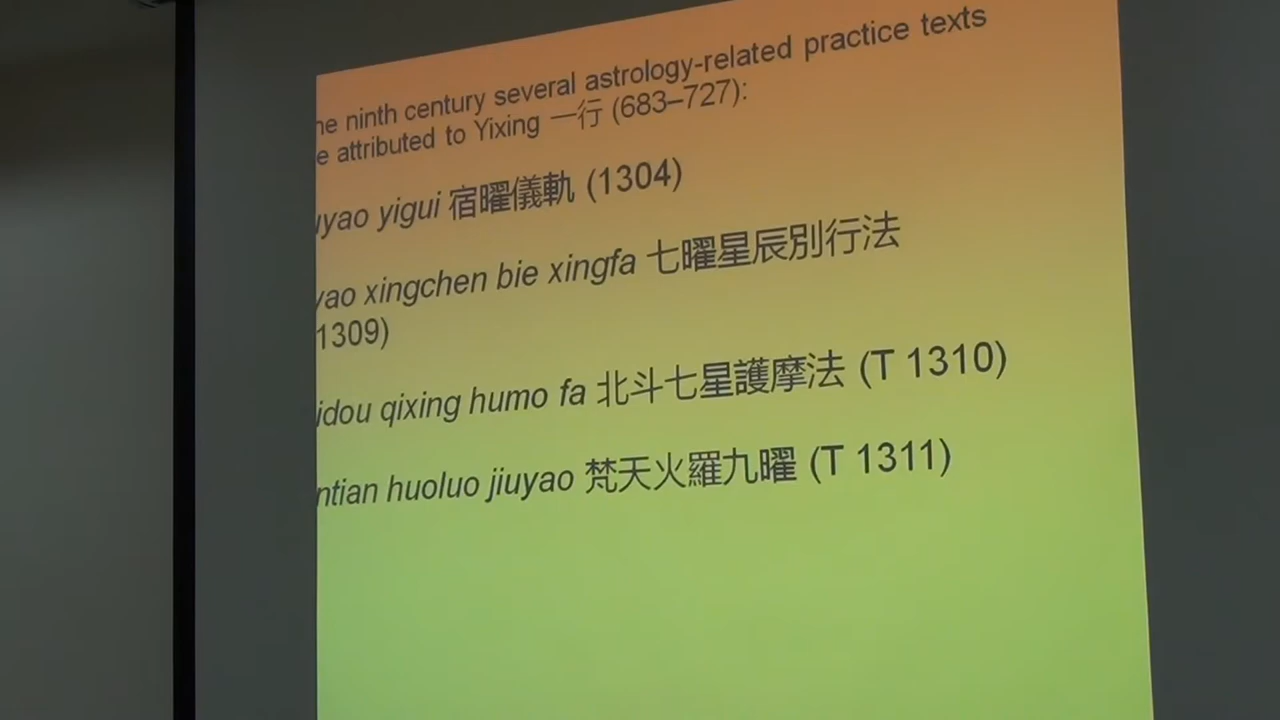 he ninth century several astrology-related practice texts
e attributed to Yixing 一行 (683–727):
uyao yigui 宿曜儀軌 (1304)
yao xingchen bie xingfa 七曜星辰別行法
1309)
idou qixing humo fa 北斗七星護摩法 (T 1310)
ntian huoluo jiuyao 梵天火羅九曜 (T 1311)